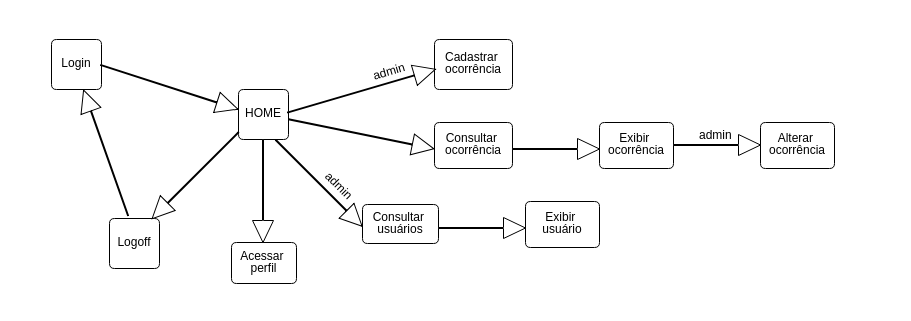 Login
HOME
Logoff
Acessar
perfil
admin
Cadastrar
ocorrência
Consultar
ocorrência
Exibir
ocorrência
admin
Alterar
ocorrência
admin
Consultar
usuários
Exibir
usuário